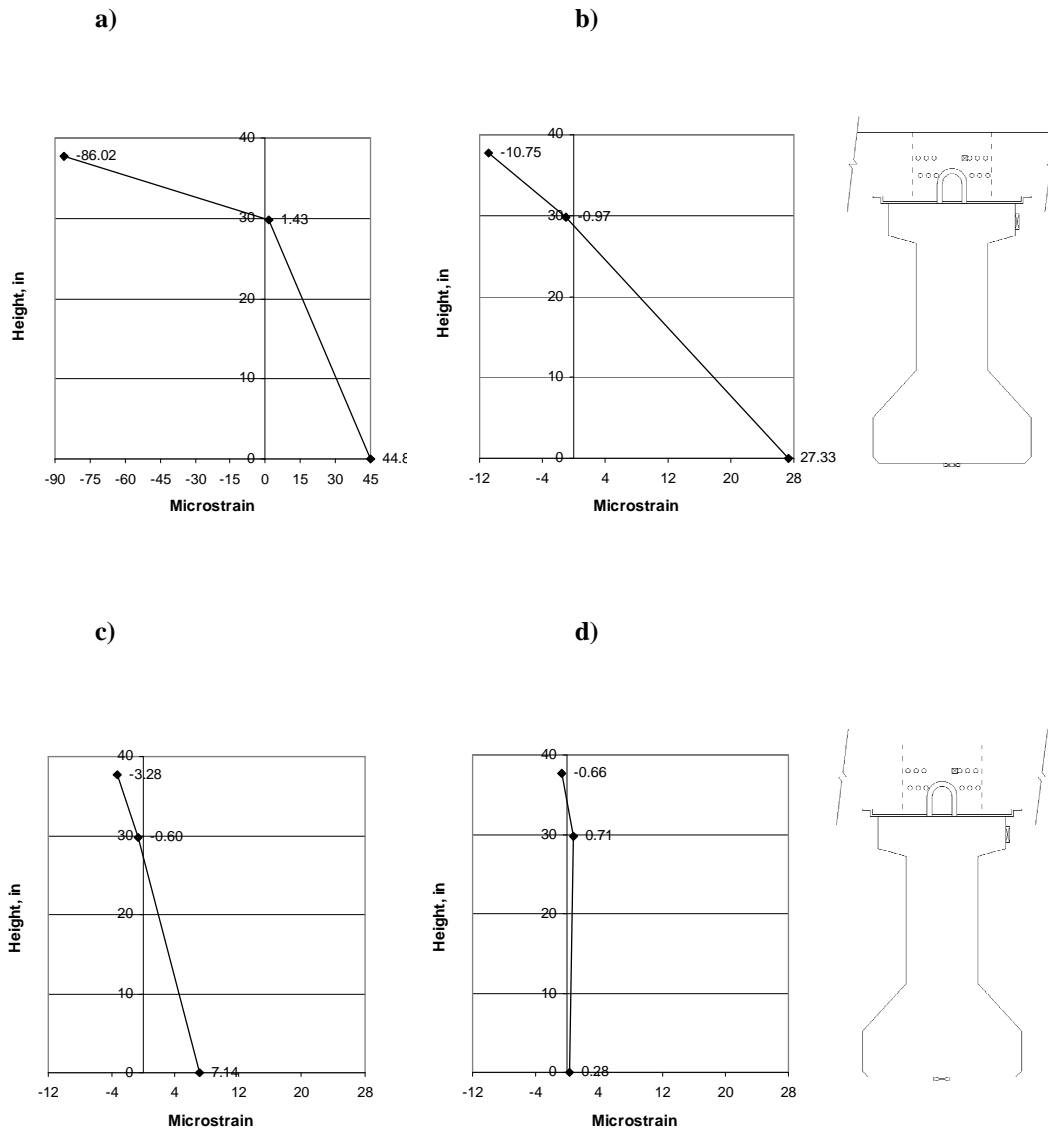 a)
b)
40
-86.02
30
1.43
20
10
0
44.8
-90 -75 -60 -45 -30 -15 0 15 30 45
Microstrain
Height, in
40
-10.75
30
-0.97
20
10
0
27.33
-12 -4 4 12 20 28
Microstrain
Height, in
c)
d)
40
-3.28
30
-0.60
20
10
0
7.14
-12 -4 4 12 20 28
Microstrain
Height, in
40
-0.66
30
0.71
20
10
0
0.28
-12 -4 4 12 20 28
Microstrain
Height, in